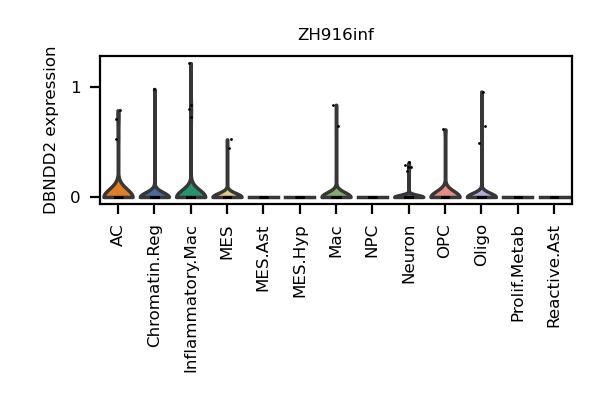 ZH916inf
DBNDD2 expression
1
0
AC
Chromatin.Reg
Inflammatory.Mac
MES
MES.Ast
MES.Hyp
Mac
NPC
Neuron
OPC
Oligo
Prolif.Metab
Reactive.Ast